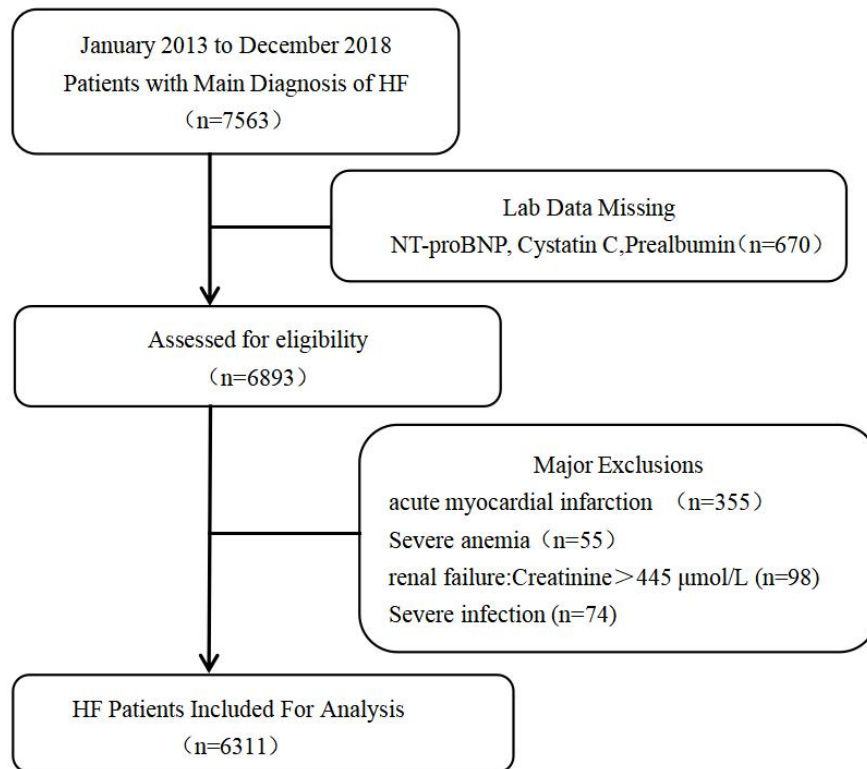 January 2013 to December 2018
Patients with Main Diagnosis of HF
（n=7563）
Lab Data Missing
NT-proBNP, Cystatin C,Prealbumin（n=670）
Assessed for eligibility
（n=6893）
Major Exclusions
acute myocardial infarction （n=355）
Severe anemia（n=55）
renal failure:Creatinine＞445 μmol/L (n=98)
Severe infection (n=74)
HF Patients Included For Analysis
（n=6311）